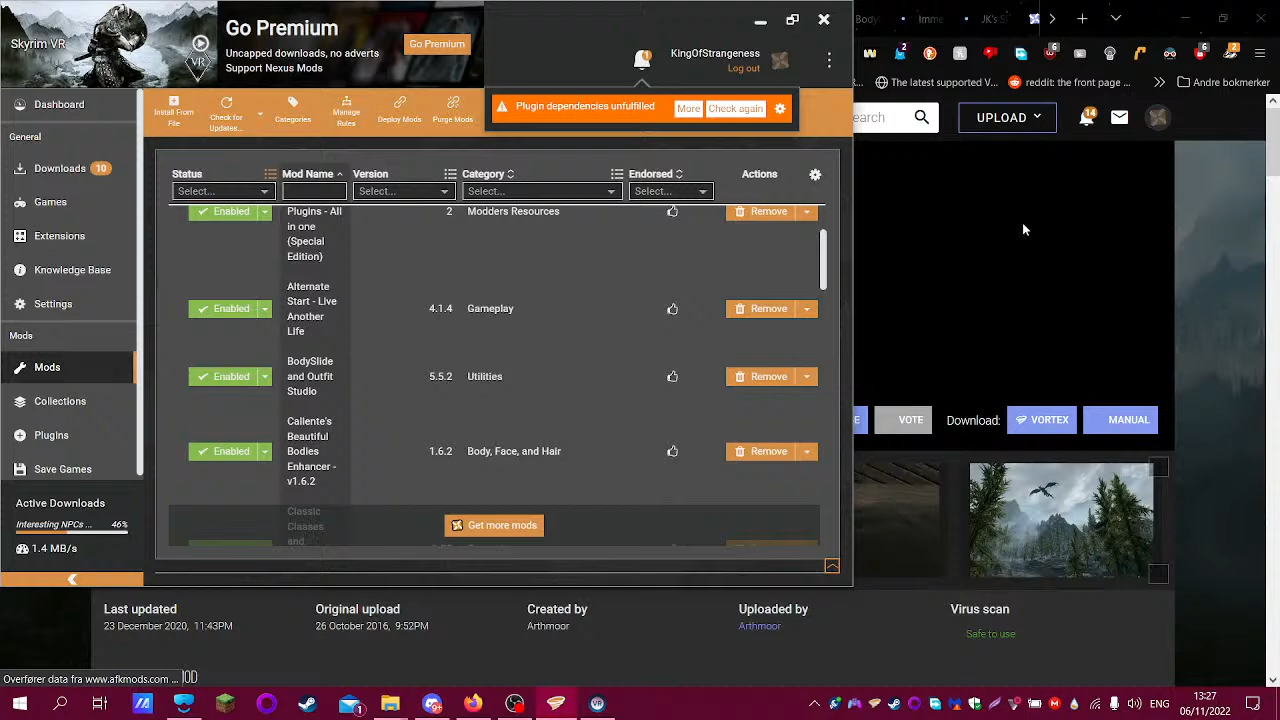 Skyrim VR
VR
Go Premium
Uncapped downloads, no adverts
Support Nexus Mods
Go Premium
1
KingOfStrangeness
Log out
Plugin dependencies unfulfilled
More
Check again
Install From
File
Check for
Updates...
Categories
Manage
Rules
Deploy Mods
Purge Mods
Dashboard
General
Downloads
10
Games
Extensions
Knowledge Base
Settings
Mods
Mods
Collections
Plugins
Save Games
Active Downloads
Interesting NPCs ... 46%
1.4 MB/s
Status
Mod Name
Version
Category
Endorsed
Actions
Select...
Select...
Select...
Select...
Enabled
Plugins - All
in one
(Special
Edition)
2
Modders Resources
Remove
Enabled
Alternate
Start - Live
Another
Life
4.1.4
Gameplay
Remove
Enabled
BodySlide
and Outfit
Studio
5.5.2
Utilities
Remove
Enabled
Caliente's
Beautiful
Bodies
Enhancer -
v1.6.2
1.6.2
Body, Face, and Hair
Remove
Classic
Classes
and
Get more mods
Body
Imme
JK's S
the latest supported V...
reddit: the front page ...
Andre bokmerker
earch
UPLOAD
14
E
VOTE
Download:
VORTEX
MANUAL
Last updated
23 December 2020, 11:43PM
Original upload
26 October 2016, 9:52PM
Created by
Arthmoor
Uploaded by
Arthmoor
Virus scan
Safe to use
Overfører data fra www.afkmods.com ...
ENG
13:27
06/11/2022